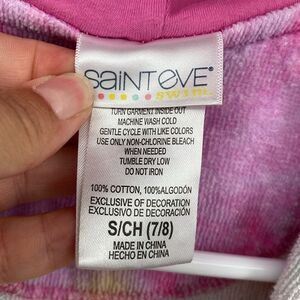 SAINT EVE®
SWIM
TURN GARMENT INSIDE OUT
MACHINE WASH COLD
GENTLE CYCLE WITH LIKE COLORS
USE ONLY NON-CHLORINE BLEACH
WHEN NEEDED
TUMBLE DRY LOW
DO NOT IRON
100% COTTON, 100%ALGODÓN
EXCLUSIVE OF DECORATION
EXCLUSIVO DE DECORACIÓN
S/CH (7/8)
MADE IN CHINA
HECHO EN CHINA